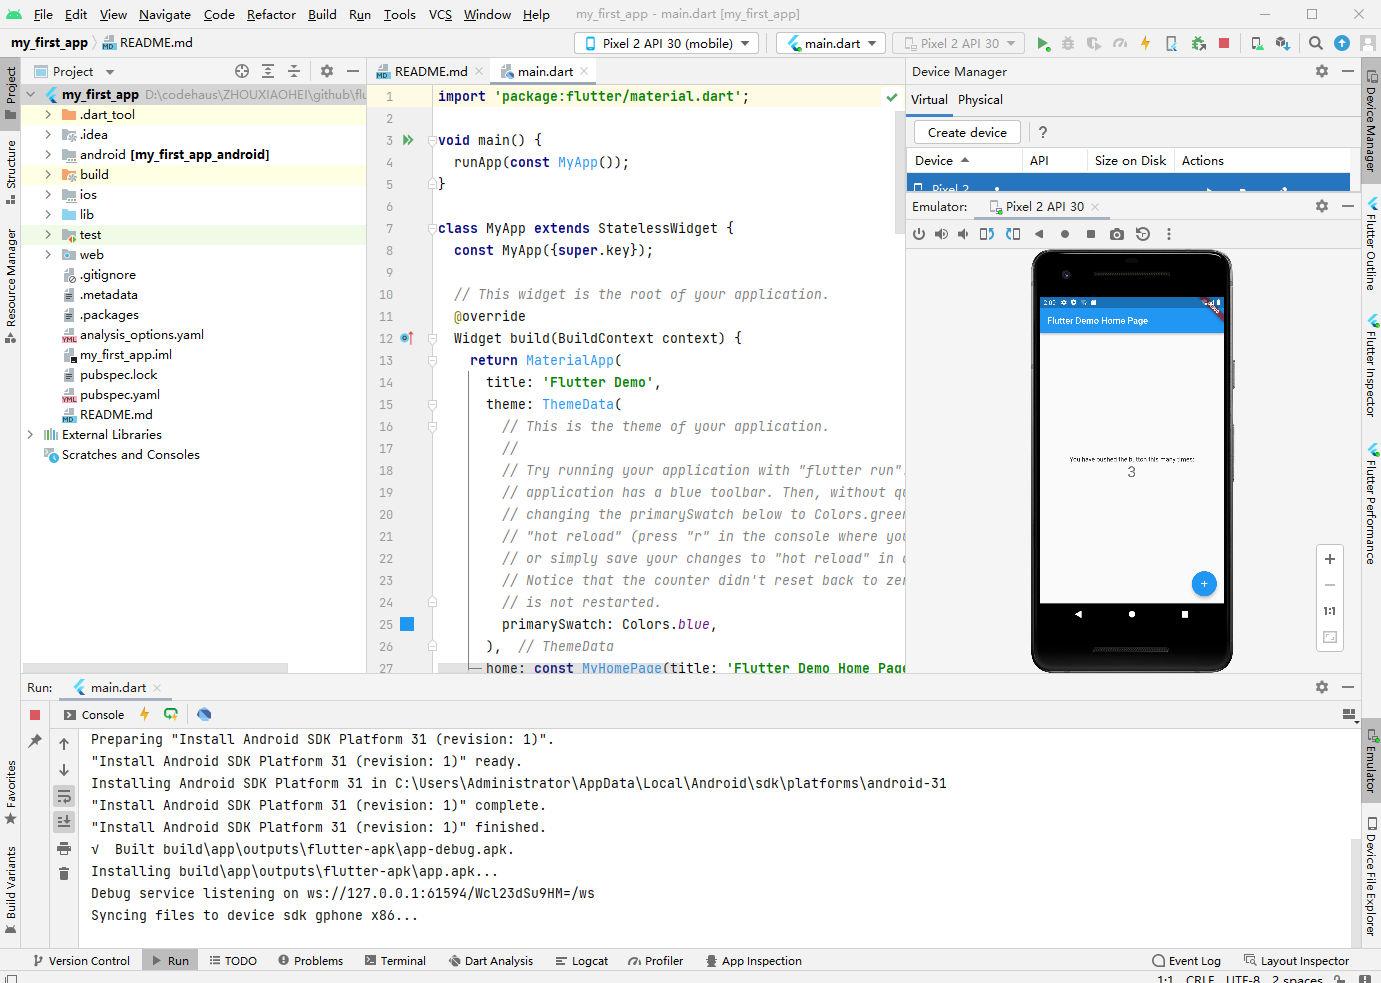 File Edit View Navigate Code Refactor Build Run Tools VCS Window Help my_first_app - main.dart [my_first_app]
my_first_app README.md Pixel 2 API 30 (mobile) main.dart Pixel 2 API 30
Project
Structure
Resource Manager
Favorites
Build Variants
Project
my_first_app D:\codehaus\ZHOUXIAOHEI\github\flu
.dart_tool
.idea
android [my_first_app_android]
build
ios
lib
test
web
.gitignore
.metadata
.packages
analysis_options.yaml
my_first_app.iml
pubspec.lock
pubspec.yaml
README.md
External Libraries
Scratches and Consoles
README.md main.dart
1 import 'package:flutter/material.dart';
2
3 void main() {
4 runApp(const MyApp());
5 }
6
7 class MyApp extends StatelessWidget {
8 const MyApp({super.key});
9
10 // This widget is the root of your application.
11 @override
12 Widget build(BuildContext context) {
13 return MaterialApp(
14 title: 'Flutter Demo',
15 theme: ThemeData(
16 // This is the theme of your application.
17 //
18 // Try running your application with "flutter run".
19 // application has a blue toolbar. Then, without qu
20 // changing the primarySwatch below to Colors.green
21 // "hot reload" (press "r" in the console where you
22 // or simply save your changes to "hot reload" in a
23 // Notice that the counter didn't reset back to zer
24 // is not restarted.
25 primarySwatch: Colors.blue,
26 ), // ThemeData
27 home: const MyHomePage(title: 'Flutter Demo Home Page
Device Manager
Virtual Physical
Create device ?
Device API Size on Disk Actions
Pixel 2
Emulator: Pixel 2 API 30
Flutter Demo Home Page
You have pushed the button this many times:
3
+
1:1
Device Manager
Flutter Outline
Flutter Inspector
Flutter Performance
Emulator
Device File Explorer
Run: main.dart
Console
Preparing "Install Android SDK Platform 31 (revision: 1)".
"Install Android SDK Platform 31 (revision: 1)" ready.
Installing Android SDK Platform 31 in C:\Users\Administrator\AppData\Local\Android\sdk\platforms\android-31
"Install Android SDK Platform 31 (revision: 1)" complete.
"Install Android SDK Platform 31 (revision: 1)" finished.
√ Built build\app\outputs\flutter-apk\app-debug.apk.
Installing build\app\outputs\flutter-apk\app.apk...
Debug service listening on ws://127.0.0.1:61594/Wcl23dSu9HM=/ws
Syncing files to device sdk gphone x86...
Version Control Run TODO Problems Terminal Dart Analysis Logcat Profiler App Inspection Event Log Layout Inspector
1:1 CRLF UTF-8 2 spaces